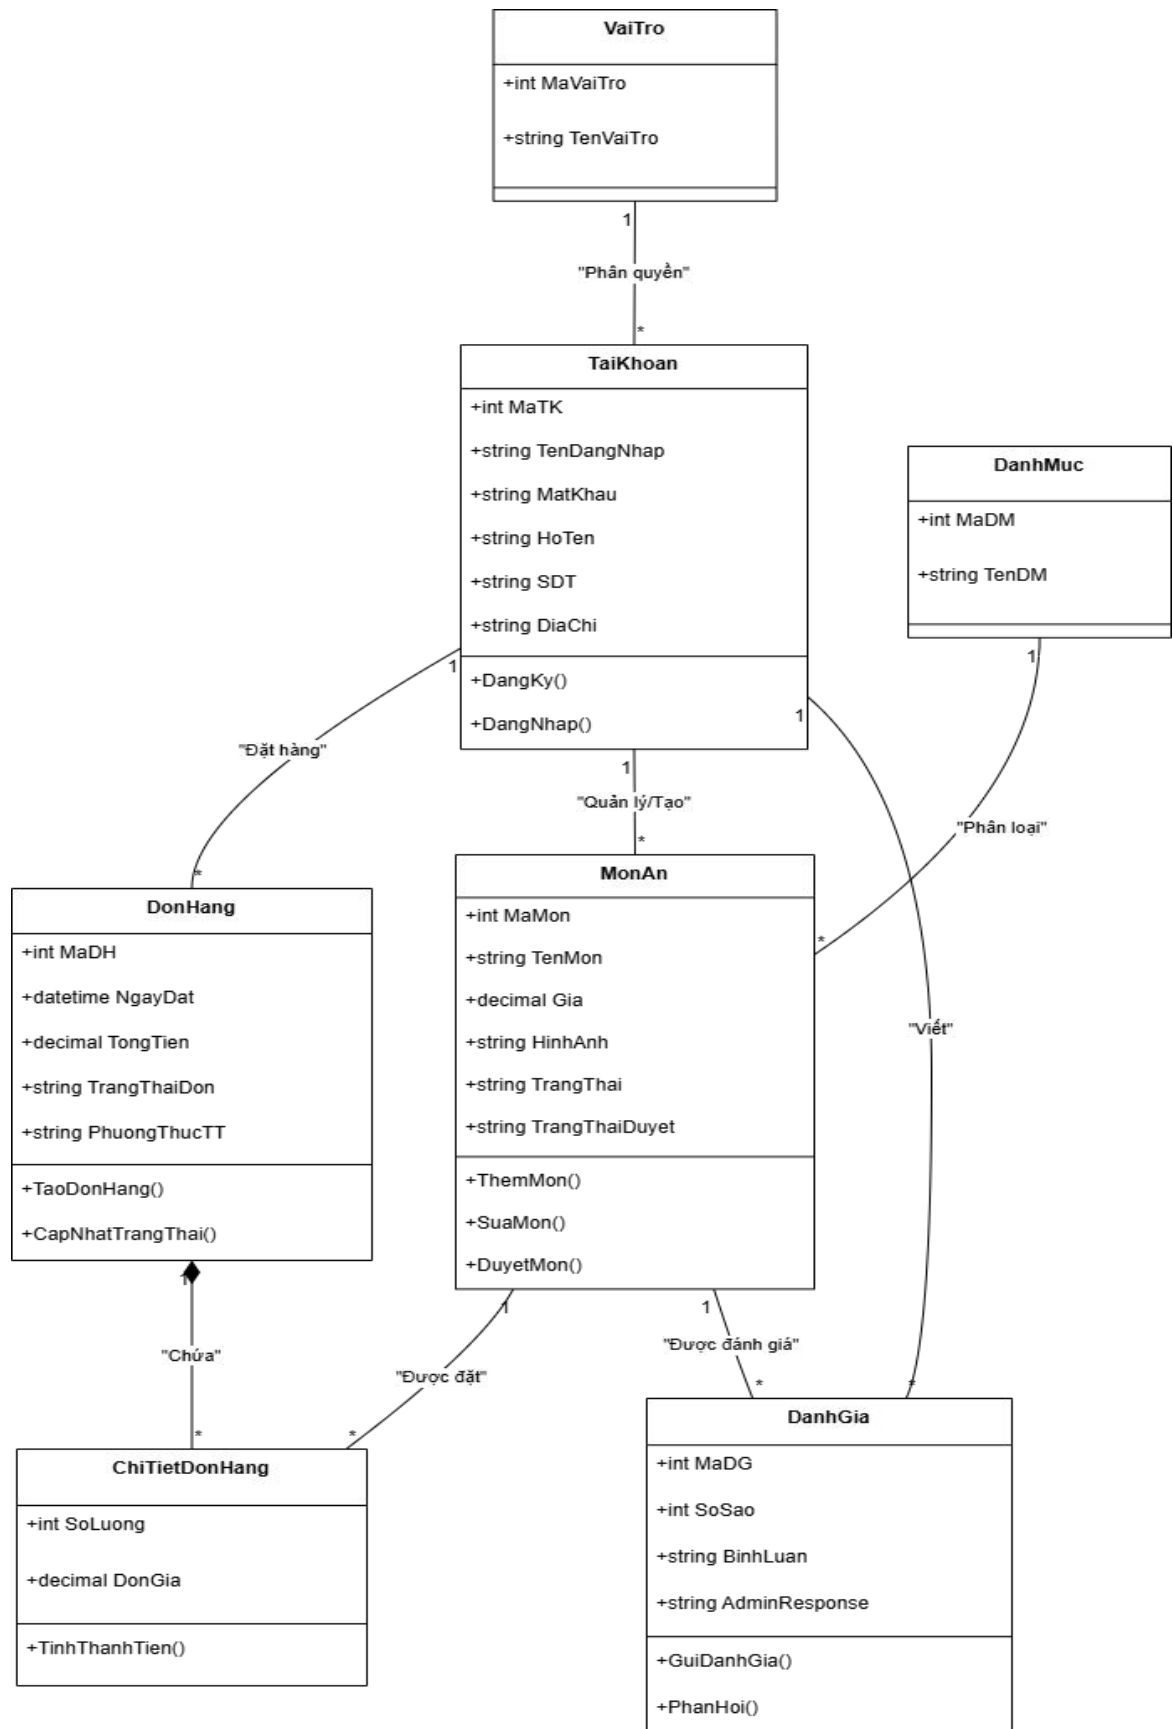 VaiTro
+int MaVaiTro
+string TenVaiTro
1
"Phân quyền"
*
TaiKhoan
+int MaTK
+string TenDangNhap
+string MatKhau
+string HoTen
+string SDT
+string DiaChi
+DangKy()
+DangNhap()
DanhMuc
+int MaDM
+string TenDM
1
1
1
1
"Đặt hàng"
"Quản lý/Tạo"
"Phân loại"
*
*
*
"Viết"
DonHang
+int MaDH
+datetime NgayDat
+decimal TongTien
+string TrangThaiDon
+string PhuongThucTT
+TaoDonHang()
+CapNhatTrangThai()
MonAn
+int MaMon
+string TenMon
+decimal Gia
+string HinhAnh
+string TrangThai
+string TrangThaiDuyet
+ThemMon()
+SuaMon()
+DuyetMon()
1
1
1
"Chứa"
"Được đặt"
"Được đánh giá"
*
*
*
*
ChiTietDonHang
+int SoLuong
+decimal DonGia
+TinhThanhTien()
DanhGia
+int MaDG
+int SoSao
+string BinhLuan
+string AdminResponse
+GuiDanhGia()
+PhanHoi()